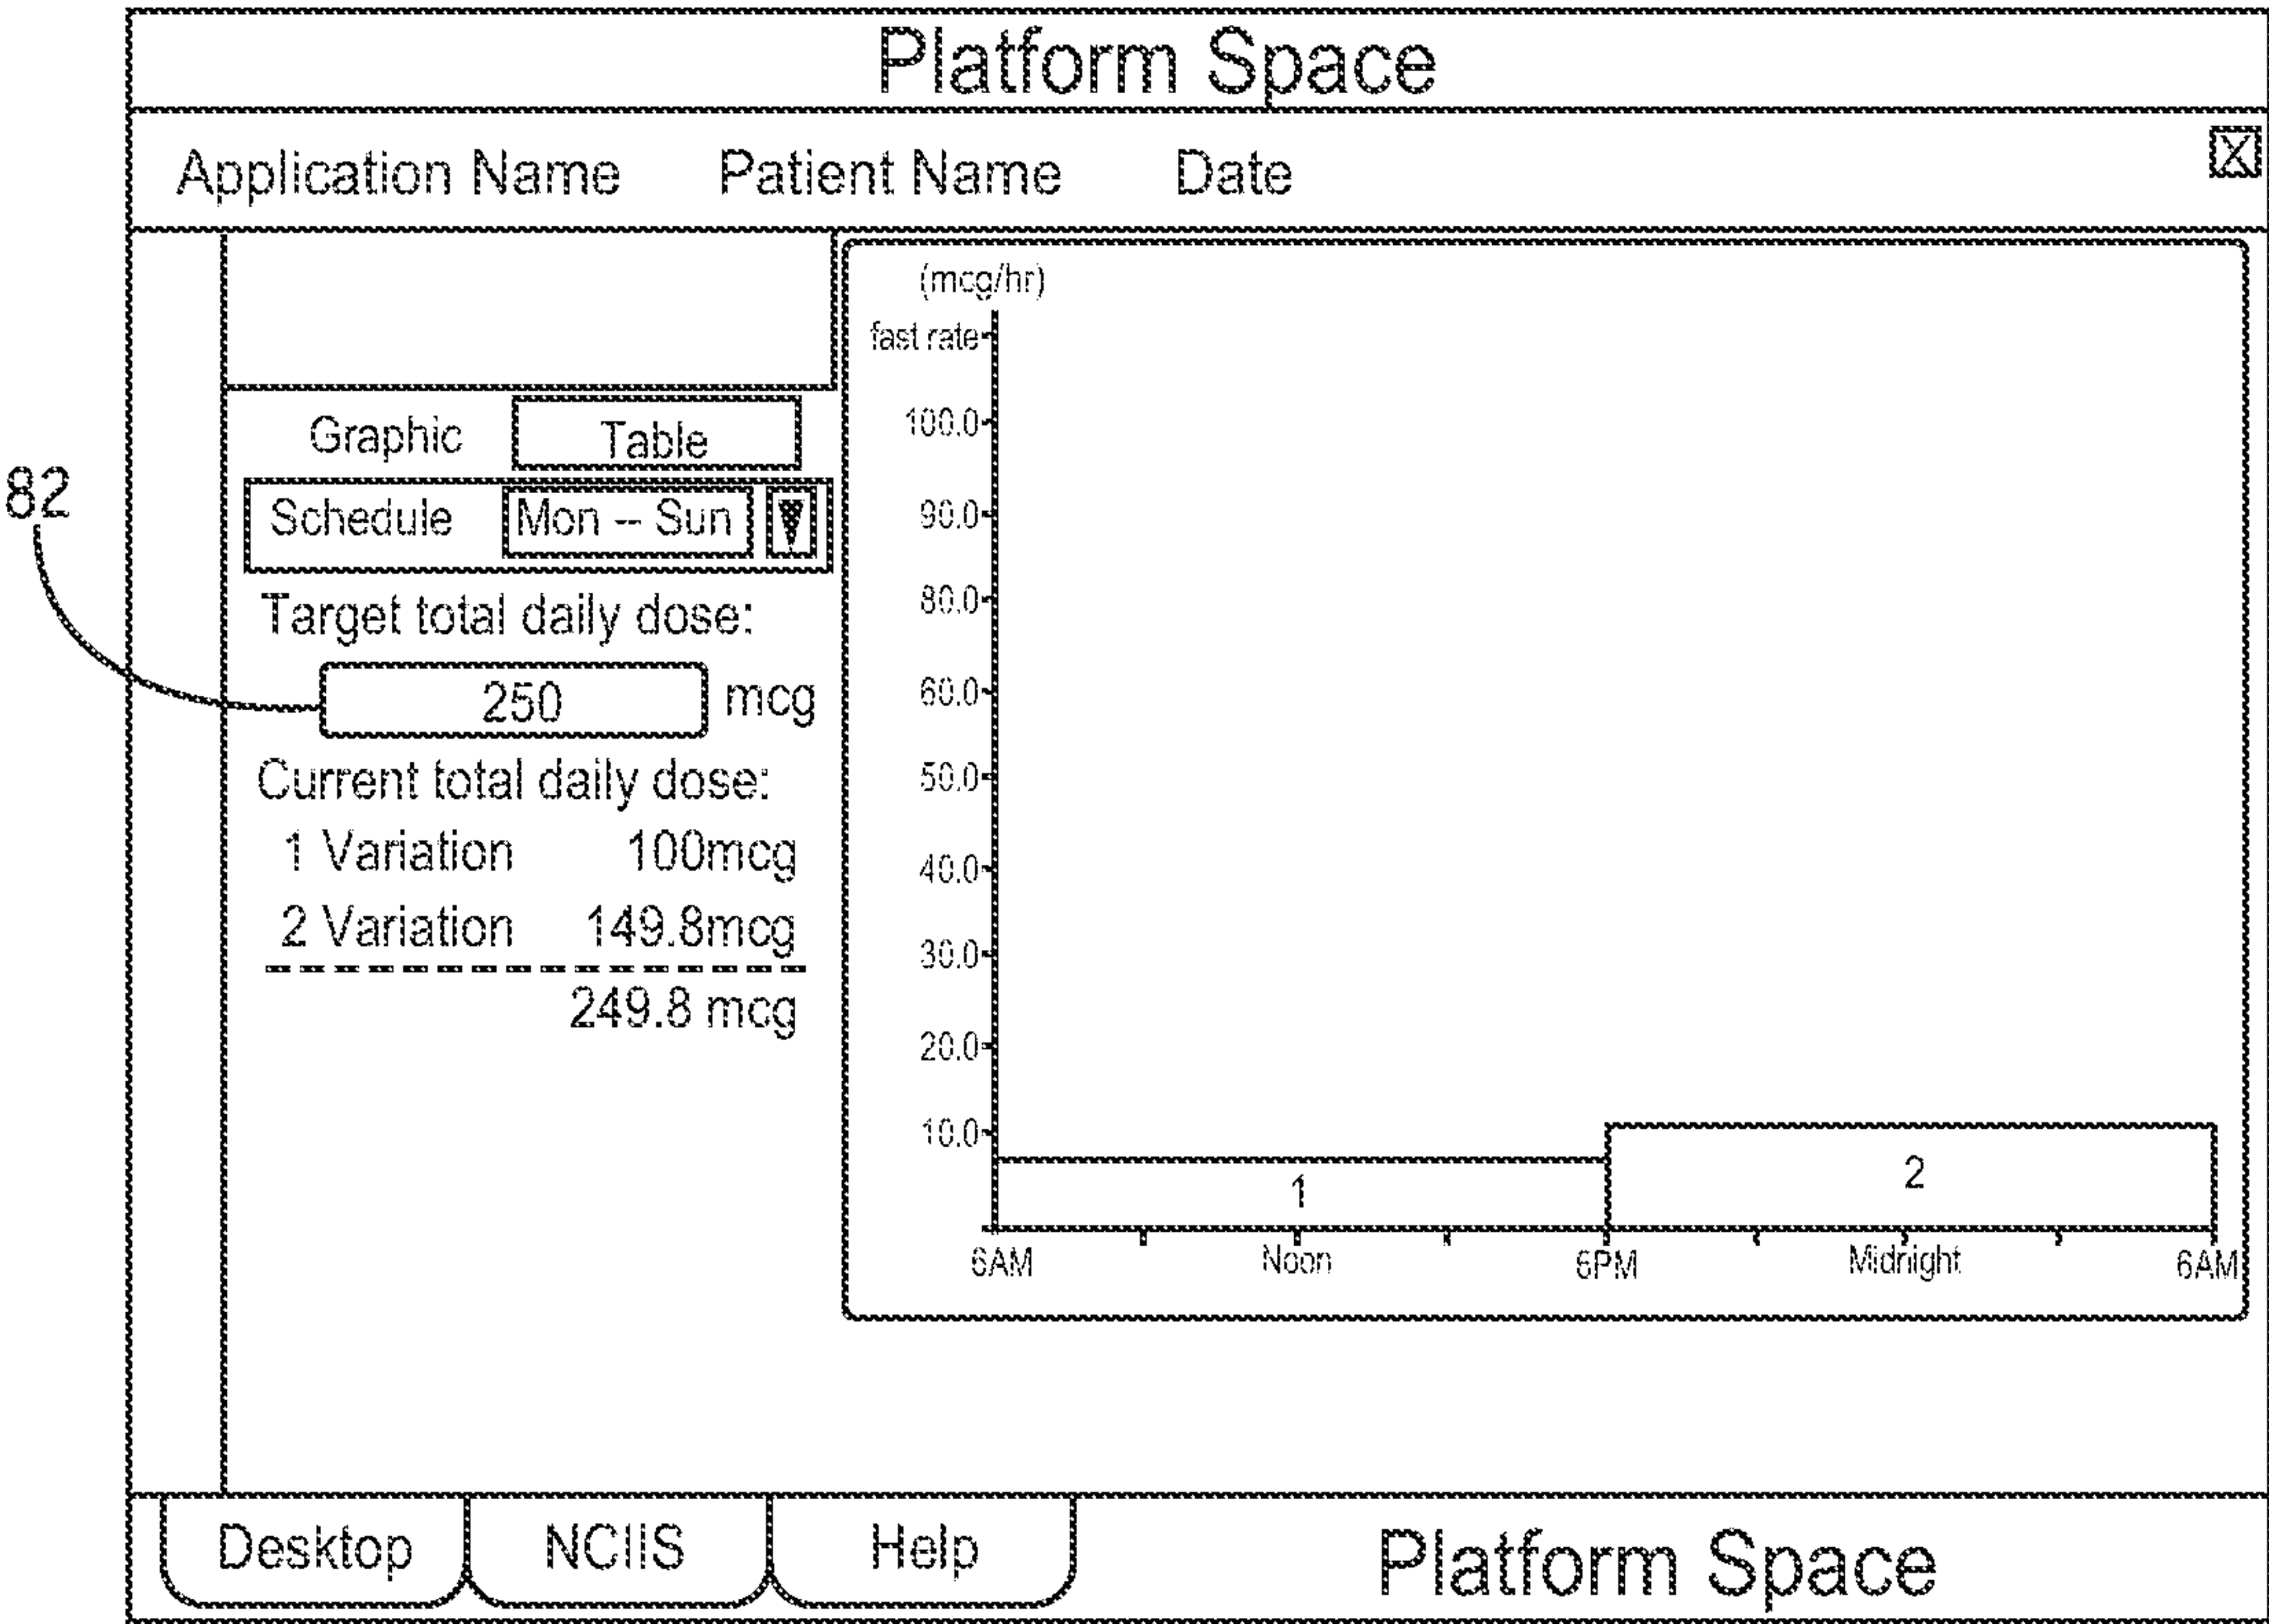 Platform Space
Application Name Patient Name Date X
Graphic Table
Schedule Mon -- Sun
82
Target total daily dose:
250 mcg
Current total daily dose:
1 Variation 100mcg
2 Variation 149.8mcg
249.8 mcg
(mcg/hr)
fast rate
100.0
90.0
80.0
60.0
50.0
40.0
30.0
20.0
10.0
1 2
6AM Noon 6PM Midnight 6AM
Desktop NCIIS Help Platform Space